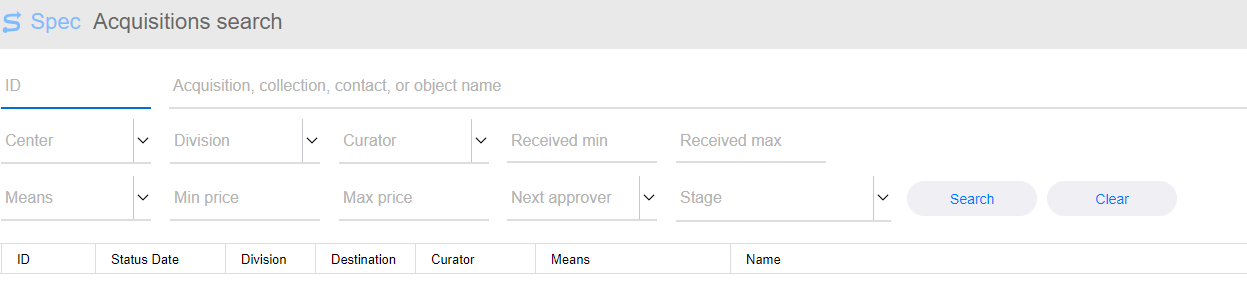 Spec Acquisitions search
ID Acquisition, collection, contact, or object name
Center Division Curator Received min Received max
Means Min price Max price Next approver Stage Search Clear
ID Status Date Division Destination Curator Means Name